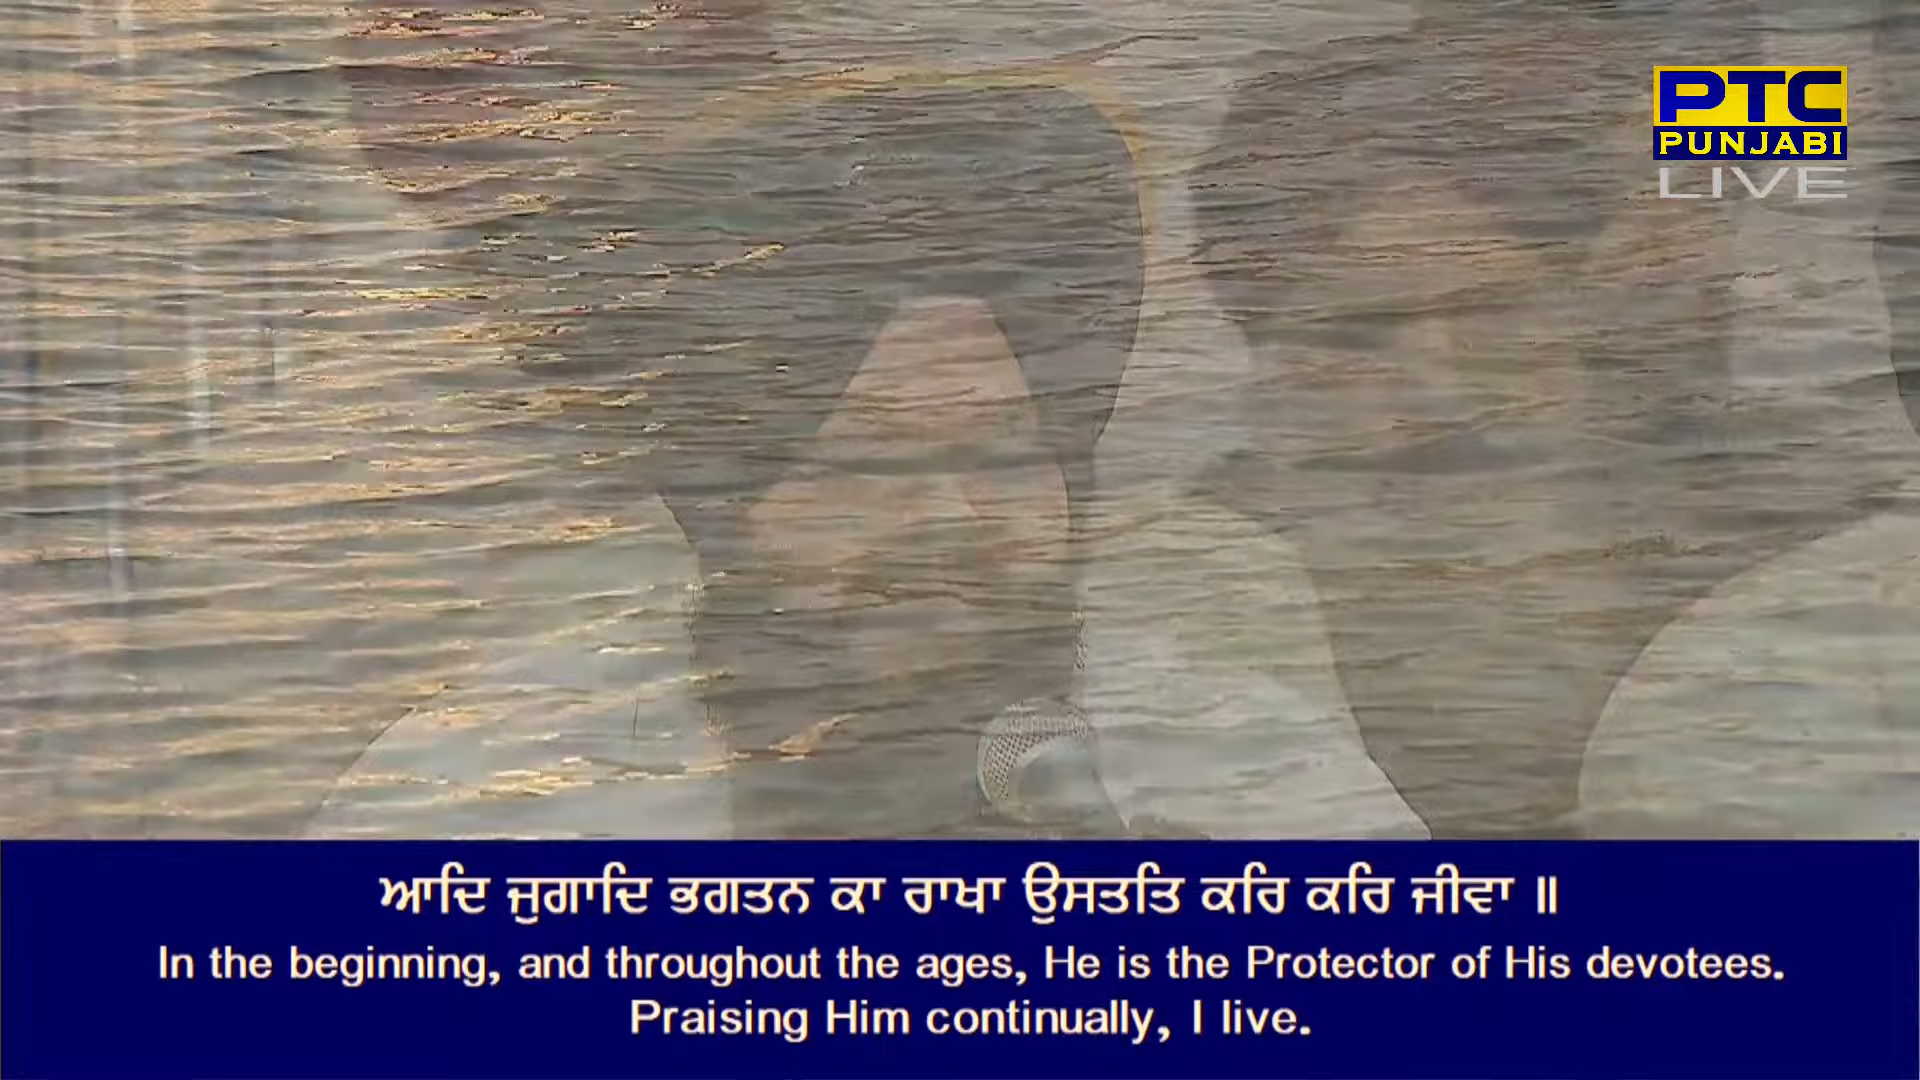 PTC
PUNJABI
LIVE
ਆਦਿ ਜੁਗਾਦਿ ਭਗਤਨ ਕਾ ਰਾਖਾ ਉਸਤਤਿ ਕਰਿ ਕਰਿ ਜੀਵਾ ॥
In the beginning, and throughout the ages, He is the Protector of His devotees.
Praising Him continually, I live.